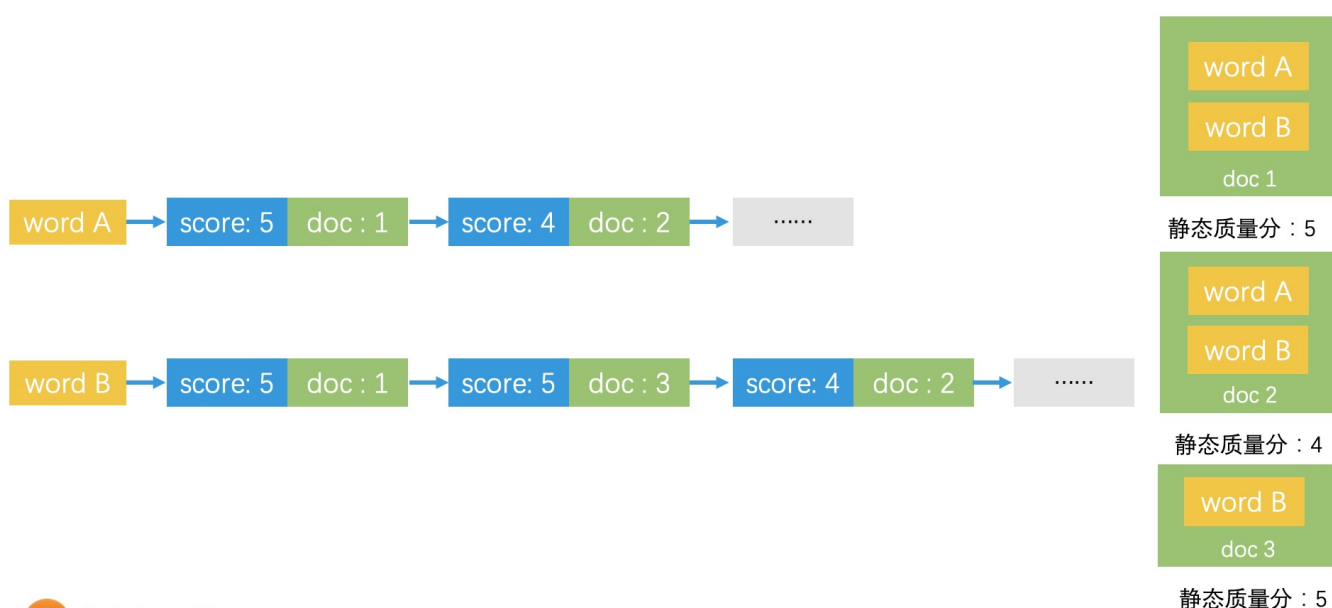 word A
word B
doc 1
静态质量分：5
word A score: 5 doc : 1 score: 4 doc : 2 ......
word A
word B
doc 2
静态质量分：4
word B score: 5 doc : 1 score: 5 doc : 3 score: 4 doc : 2 ......
word B
doc 3
静态质量分：5